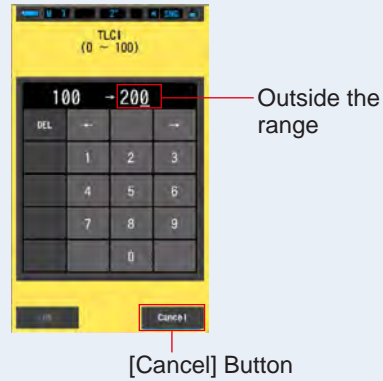 TLCI
(0 ~ 100)
100 →200
Outside the
range
DEL ← →
1 2 3
4 5 6
7 8 9
0
Cancel
[Cancel] Button